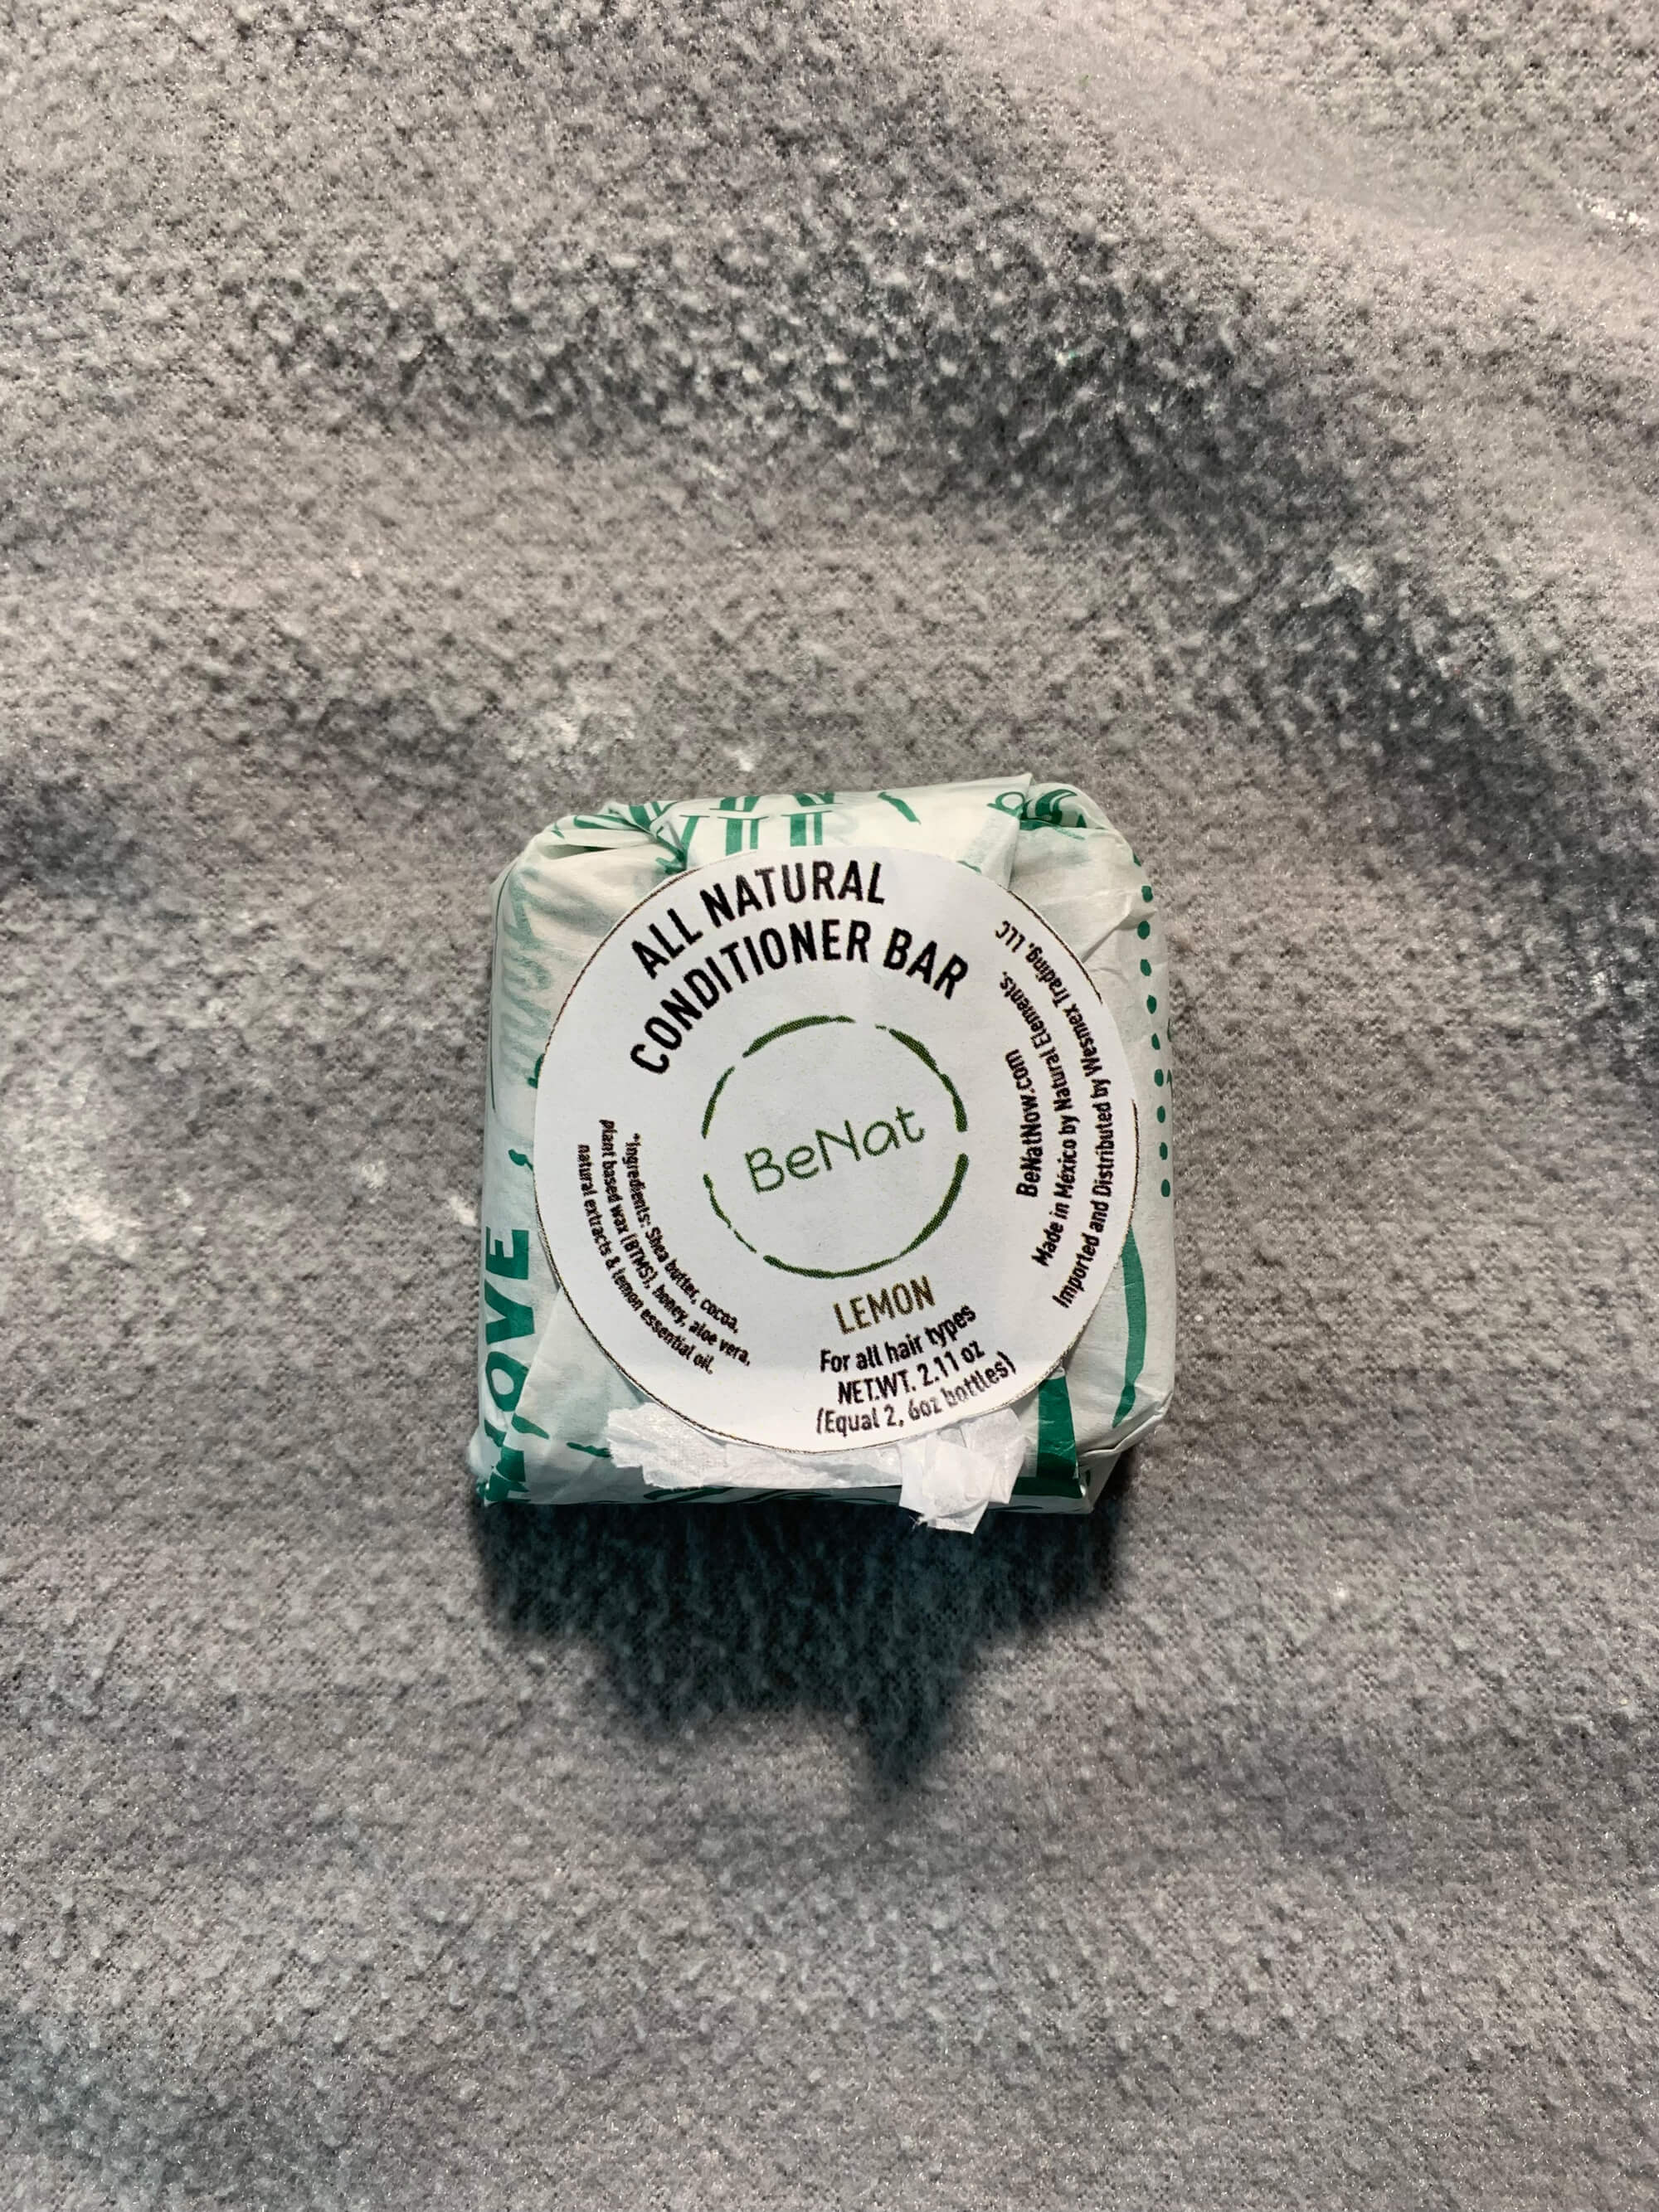 ALL NATURAL
CONDITIONER BAR
BeNat
LEMON
For all hair types
NET.WT. 2.11 oz
(Equal 2, 6oz bottles)
*Ingredients: Shea butter, cocoa,
plant based wax (BTMS), honey, aloe vera,
natural extracts & lemon essential oil.
BeNatNow.com
Made in México by Natural Elements.
Imported and Distributed by Wesmex Trading, LLC